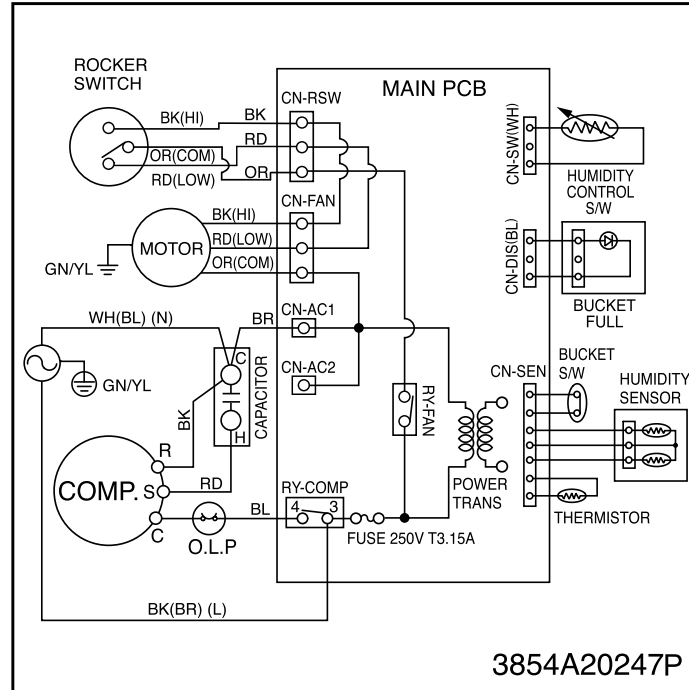 ROCKER
SWITCH
MAIN PCB
CN-RSW
BK(HI)
BK
OR(COM)
RD
RD(LOW)
OR
CN-SW(WH)
HUMIDITY
CONTROL
S/W
CN-FAN
BK(HI)
MOTOR
RD(LOW)
OR(COM)
GN/YL
CN-DIS(BL)
BUCKET
FULL
WH(BL) (N)
BR
CN-AC1
CN-AC2
GN/YL
C
H
CAPACITOR
BK
RY-FAN
CN-SEN
BUCKET
S/W
HUMIDITY
SENSOR
POWER
TRANS
THERMISTOR
COMP.
R
S
C
RD
O.L.P
BL
RY-COMP
4 3
FUSE 250V T3.15A
BK(BR) (L)
3854A20247P